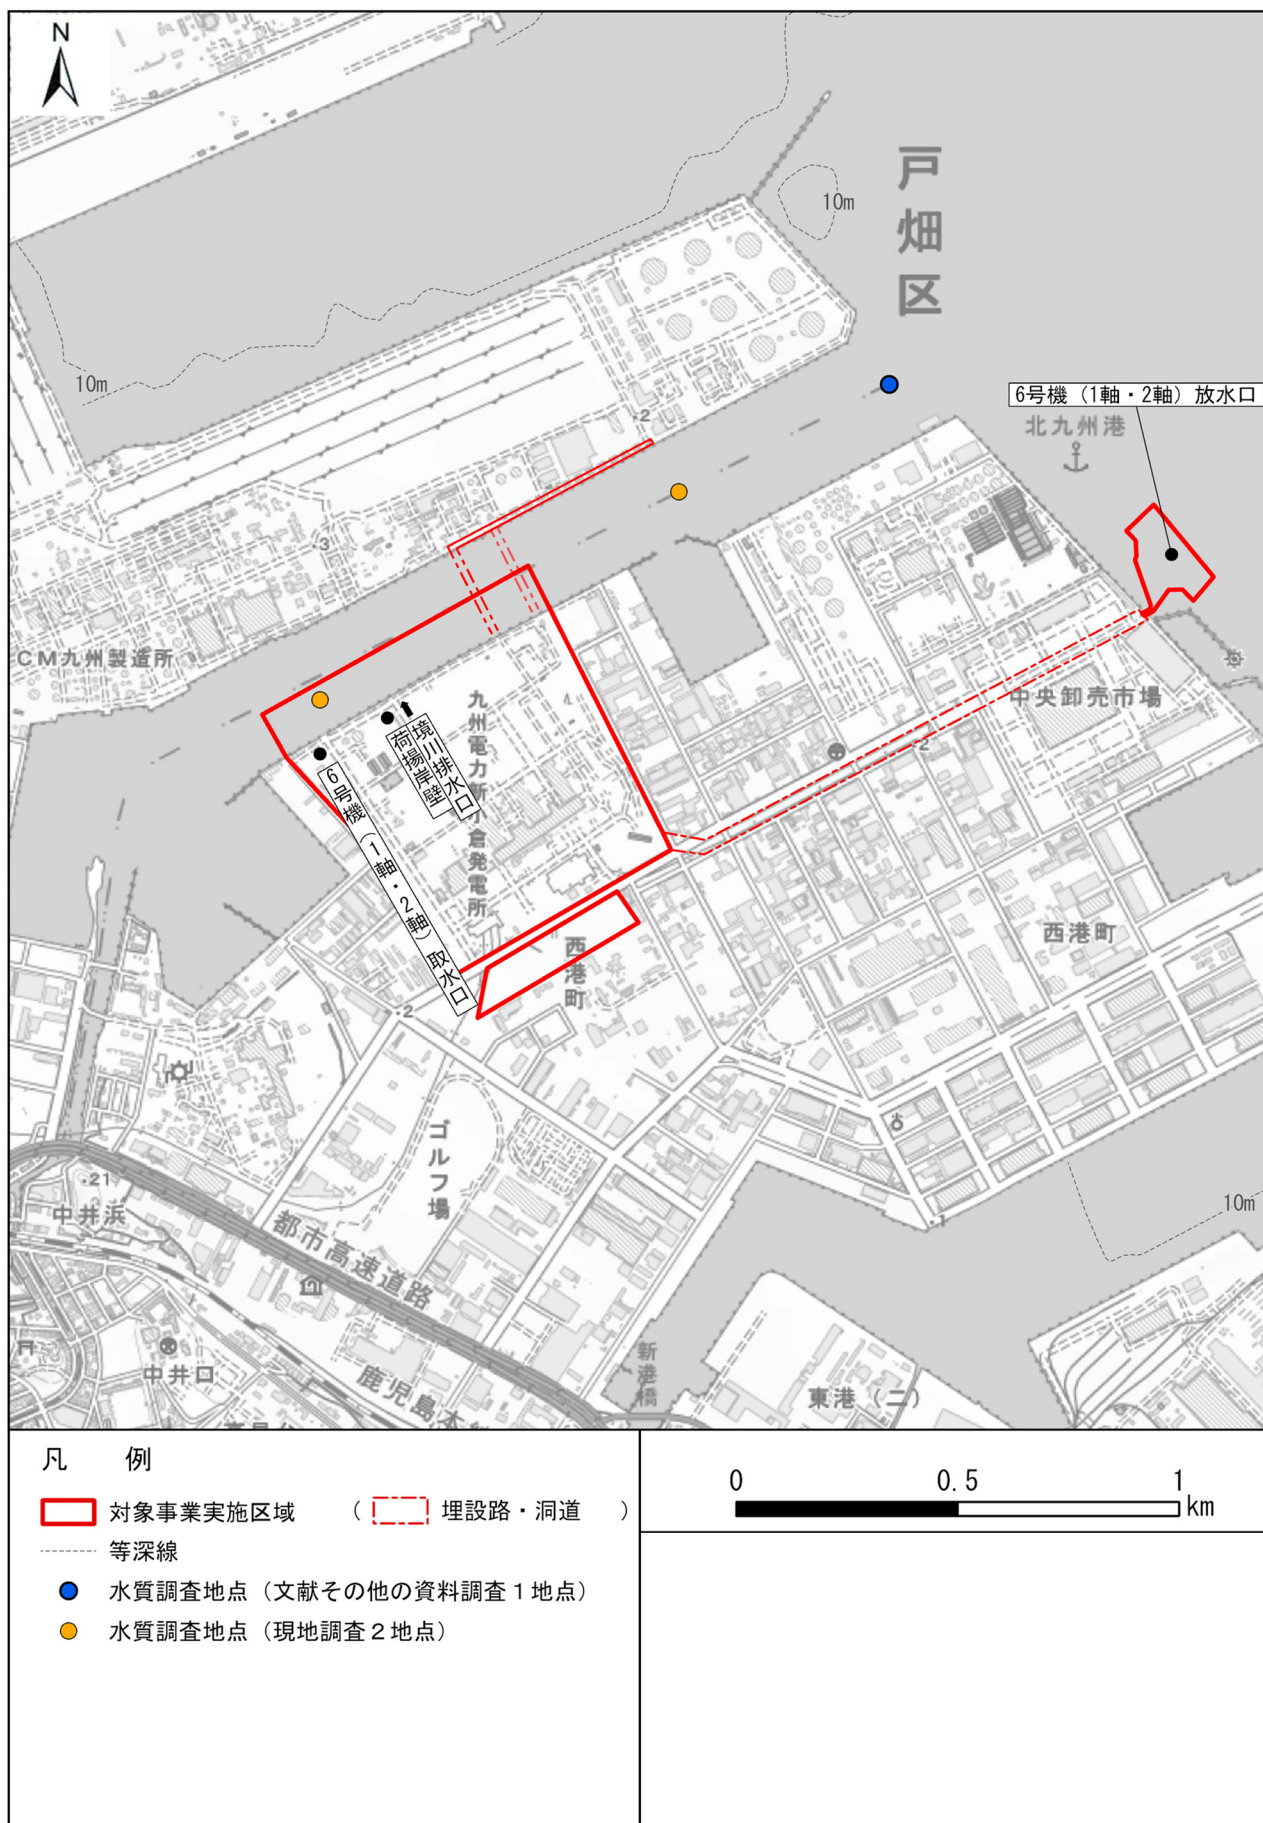 N
戸畑区
10m
10m
6号機（1軸・2軸）放水口
北九州港
·2
·3
CM九州製造所
中央卸売市場
九州電力新小倉発電所
境川排水口
荷揚岸壁
6号機（1軸・2軸）取水口
·2
西港町
西港町
·2
ゴルフ場
·21
中井浜
都市高速道路
·1
10m
中井口
新港橋
東港（二）
凡 例
対象事業実施区域 （ 埋設路・洞道 ）
等深線
水質調査地点（文献その他の資料調査１地点）
水質調査地点（現地調査２地点）
0 0.5 1
km